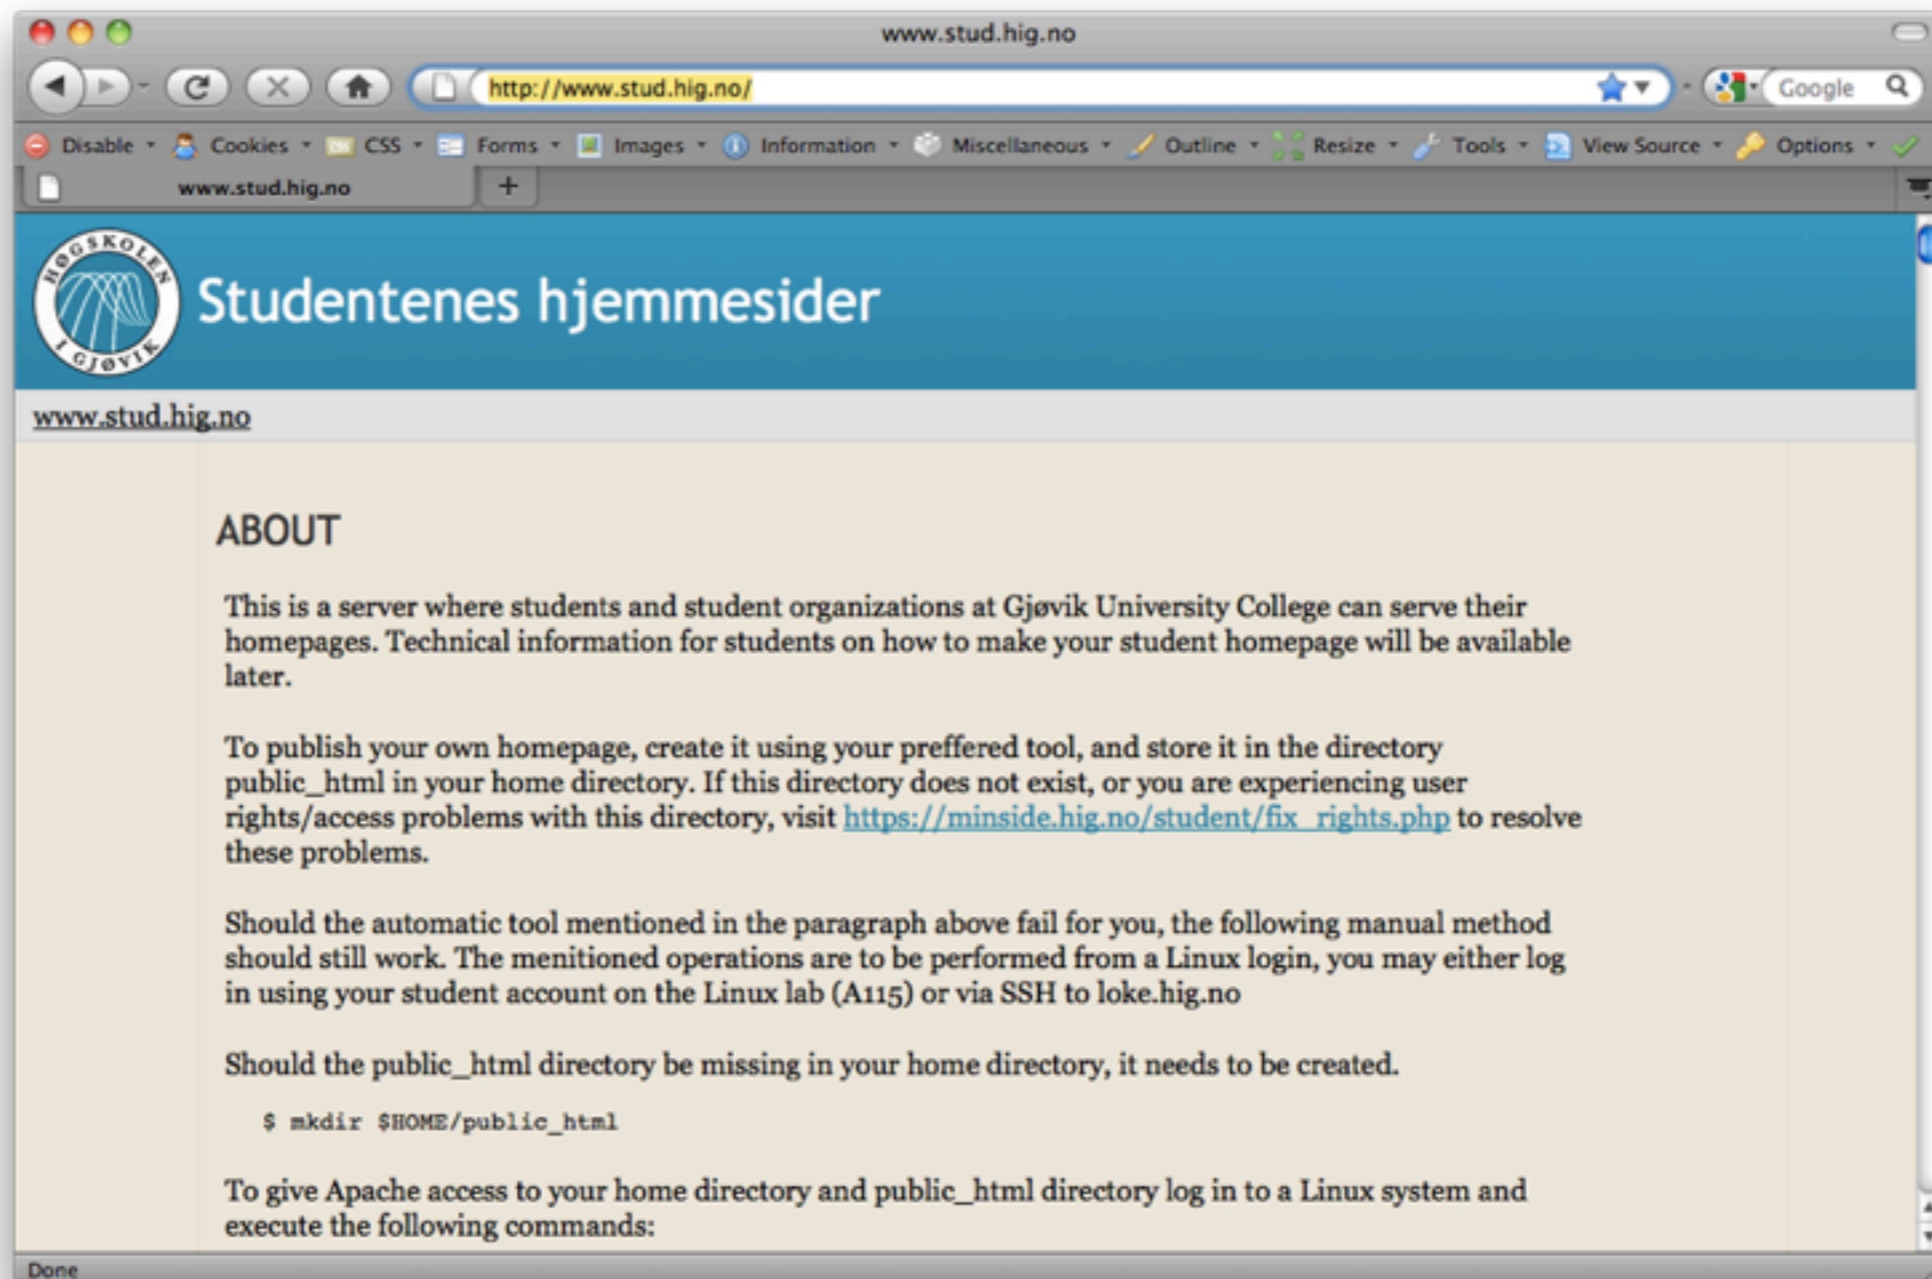 www.stud.hig.no
http://www.stud.hig.no/
Google
Disable Cookies CSS Forms Images Information Miscellaneous Outline Resize Tools View Source Options
www.stud.hig.no +
HØGSKOLEN I GJØVIK
Studentenes hjemmesider
www.stud.hig.no
ABOUT
This is a server where students and student organizations at Gjøvik University College can serve their
homepages. Technical information for students on how to make your student homepage will be available
later.
To publish your own homepage, create it using your preffered tool, and store it in the directory
public_html in your home directory. If this directory does not exist, or you are experiencing user
rights/access problems with this directory, visit https://minside.hig.no/student/fix_rights.php to resolve
these problems.
Should the automatic tool mentioned in the paragraph above fail for you, the following manual method
should still work. The menitioned operations are to be performed from a Linux login, you may either log
in using your student account on the Linux lab (A115) or via SSH to loke.hig.no
Should the public_html directory be missing in your home directory, it needs to be created.
$ mkdir $HOME/public_html
To give Apache access to your home directory and public_html directory log in to a Linux system and
execute the following commands:
Done